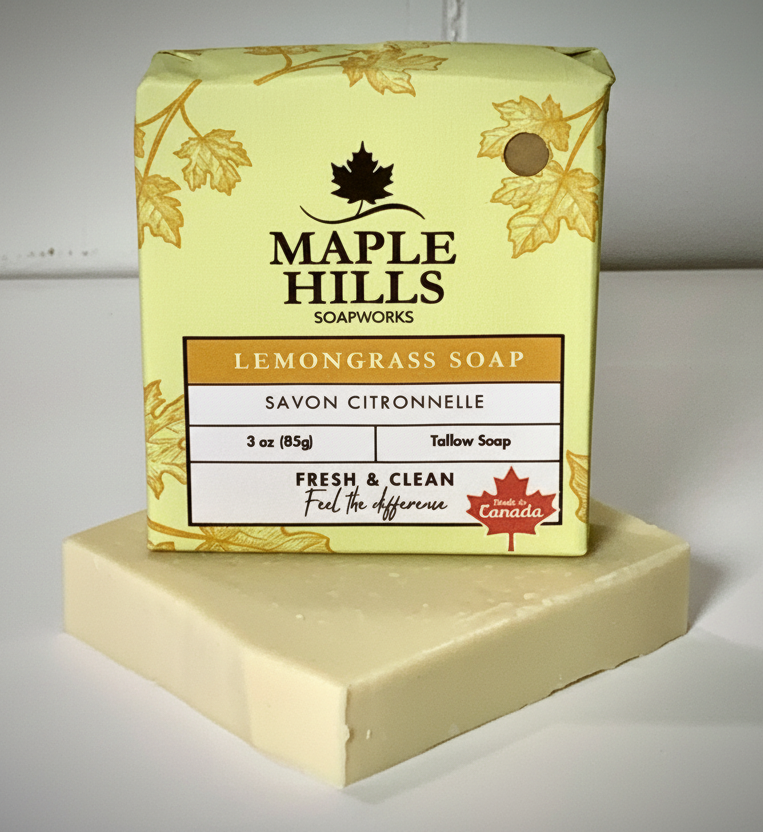 MAPLE
HILLS
SOAPWORKS
LEMONGRASS SOAP
SAVON CITRONNELLE
3 oz (85g)
Tallow Soap
FRESH & CLEAN
Feel the difference
Made in
Canada